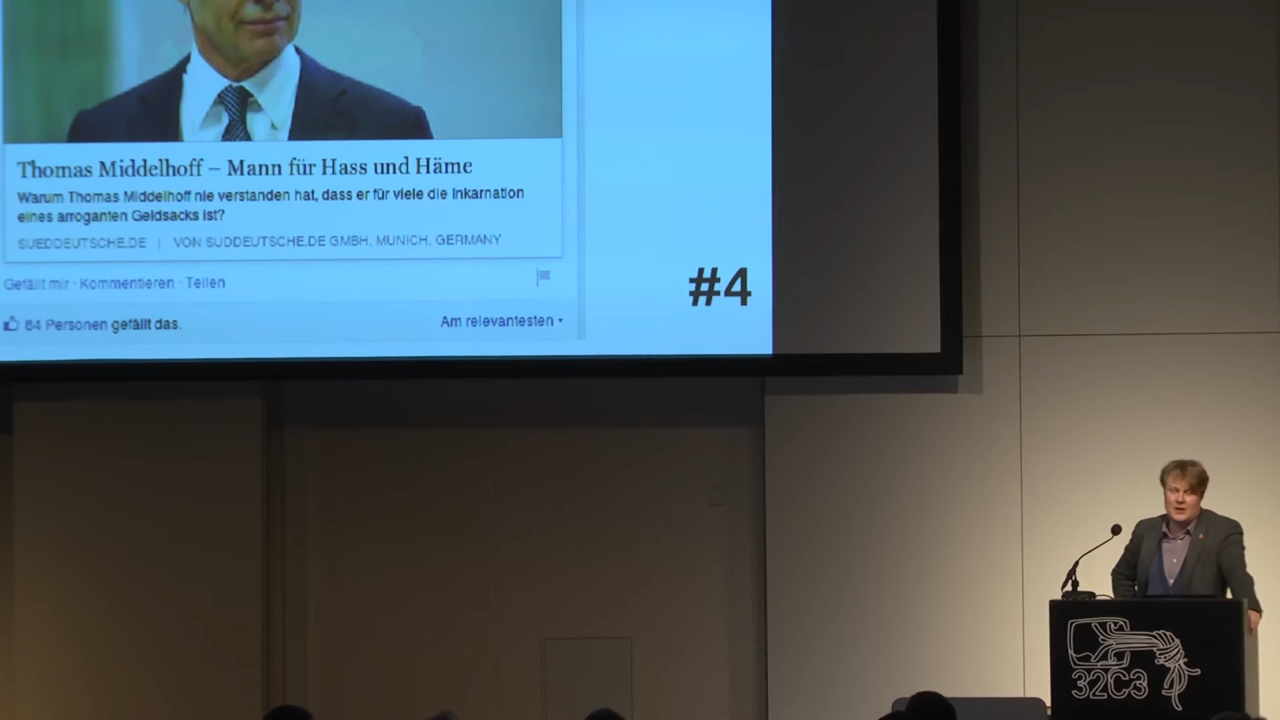 Thomas Middelhoff – Mann für Hass und Häme
Warum Thomas Middelhoff nie verstanden hat, dass er für viele die Inkarnation
eines arroganten Geldsacks ist?
SUEDDEUTSCHE.DE | VON SÜDDEUTSCHE.DE GMBH, MUNICH, GERMANY
Gefällt mir · Kommentieren · Teilen
84 Personen gefällt das.
Am relevantesten
#4
32C3